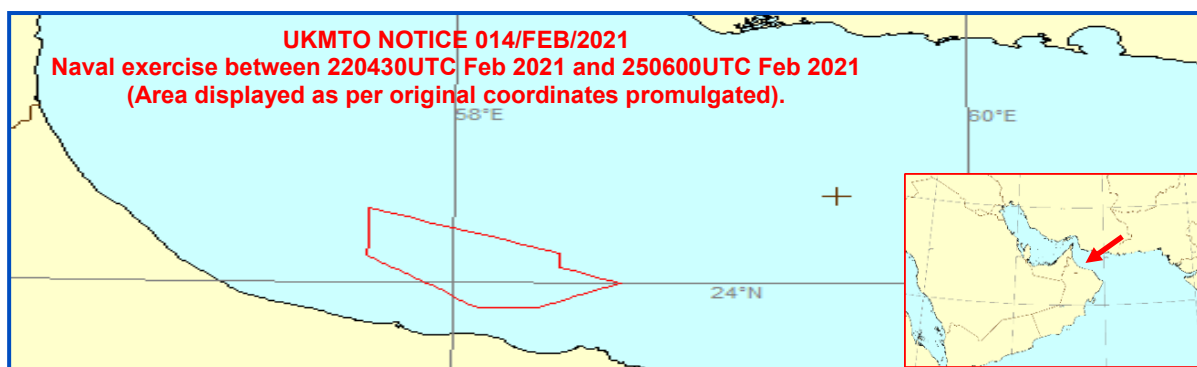 UKMTO NOTICE 014/FEB/2021
Naval exercise between 220430UTC Feb 2021 and 250600UTC Feb 2021
(Area displayed as per original coordinates promulgated).
58°E
60°E
24°N